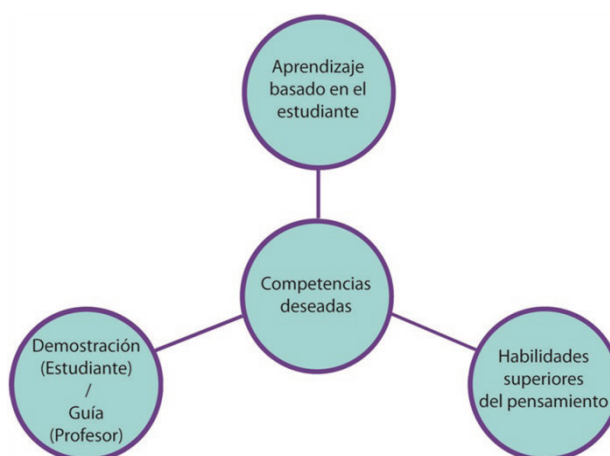 Aprendizaje
basado en el
estudiante
Competencias
deseadas
Demostración
(Estudiante)
/
Guía
(Profesor)
Habilidades
superiores
del pensamiento